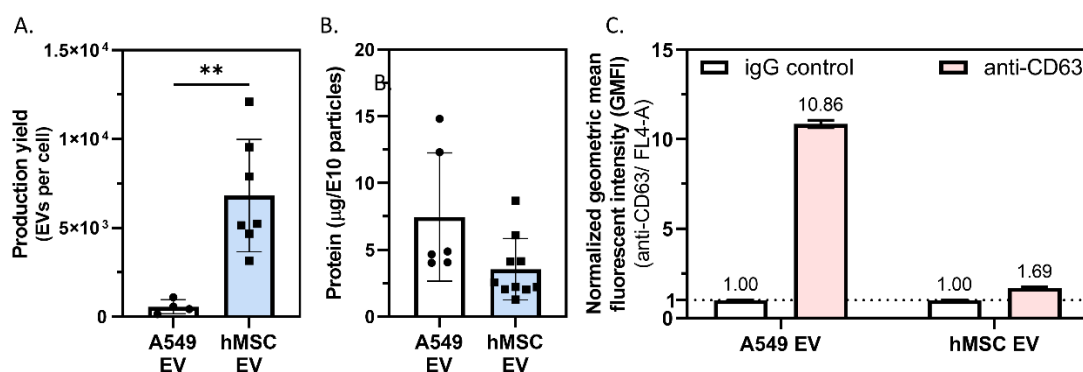 A.
Production yield
(EVs per cell)
1.5×10⁴
1×10⁴
5×10³
0
**
A549
EV
hMSC
EV
B.
B.
Protein (μg/E10 particles)
20
15
10
5
0
A549
EV
hMSC
EV
C.
Normalized geometric mean
fluorescent intensity (GMFI)
(anti-CD63/ FL4-A)
15
10
5
1
0
igG control
anti-CD63
1.00
10.86
1.00
1.69
A549 EV
hMSC EV